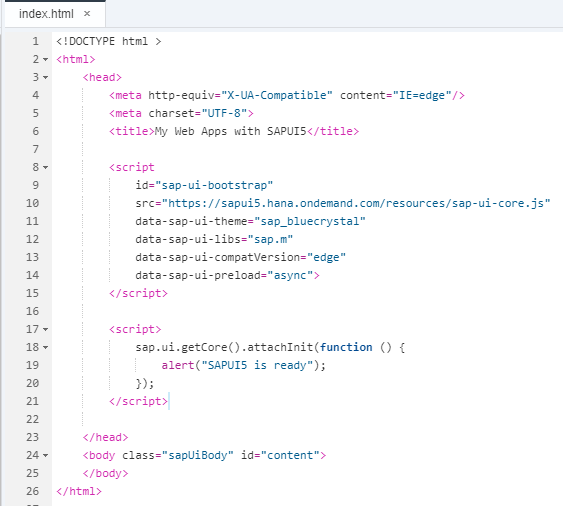 index.html ×
1 <!DOCTYPE html >
2 <html>
3 <head>
4 <meta http-equiv="X-UA-Compatible" content="IE=edge"/>
5 <meta charset="UTF-8">
6 <title>My Web Apps with SAPUI5</title>
7
8 <script
9 id="sap-ui-bootstrap"
10 src="https://sapui5.hana.ondemand.com/resources/sap-ui-core.js"
11 data-sap-ui-theme="sap_bluecrystal"
12 data-sap-ui-libs="sap.m"
13 data-sap-ui-compatVersion="edge"
14 data-sap-ui-preload="async">
15 </script>
16
17 <script>
18 sap.ui.getCore().attachInit(function () {
19 alert("SAPUI5 is ready");
20 });
21 </script>
22
23 </head>
24 <body class="sapUiBody" id="content">
25 </body>
26 </html>